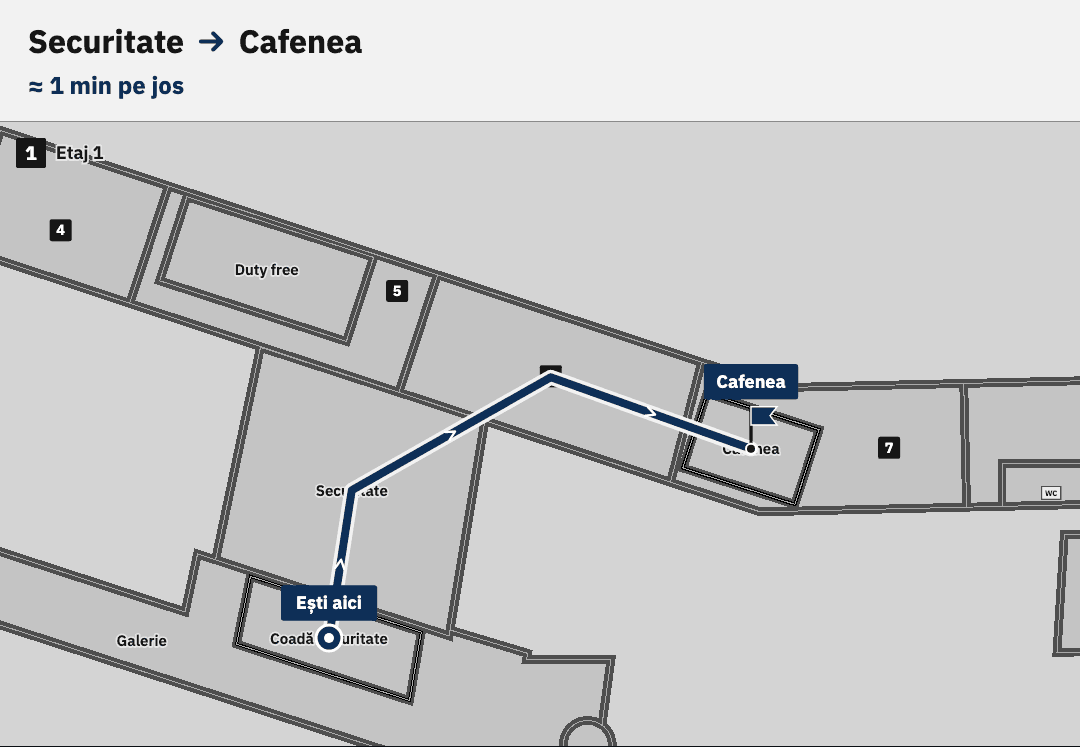 Securitate → Cafenea
≈ 1 min pe jos
1 Etaj 1
4
Duty free
5
Cafenea
7
WC
Ești aici
Galerie